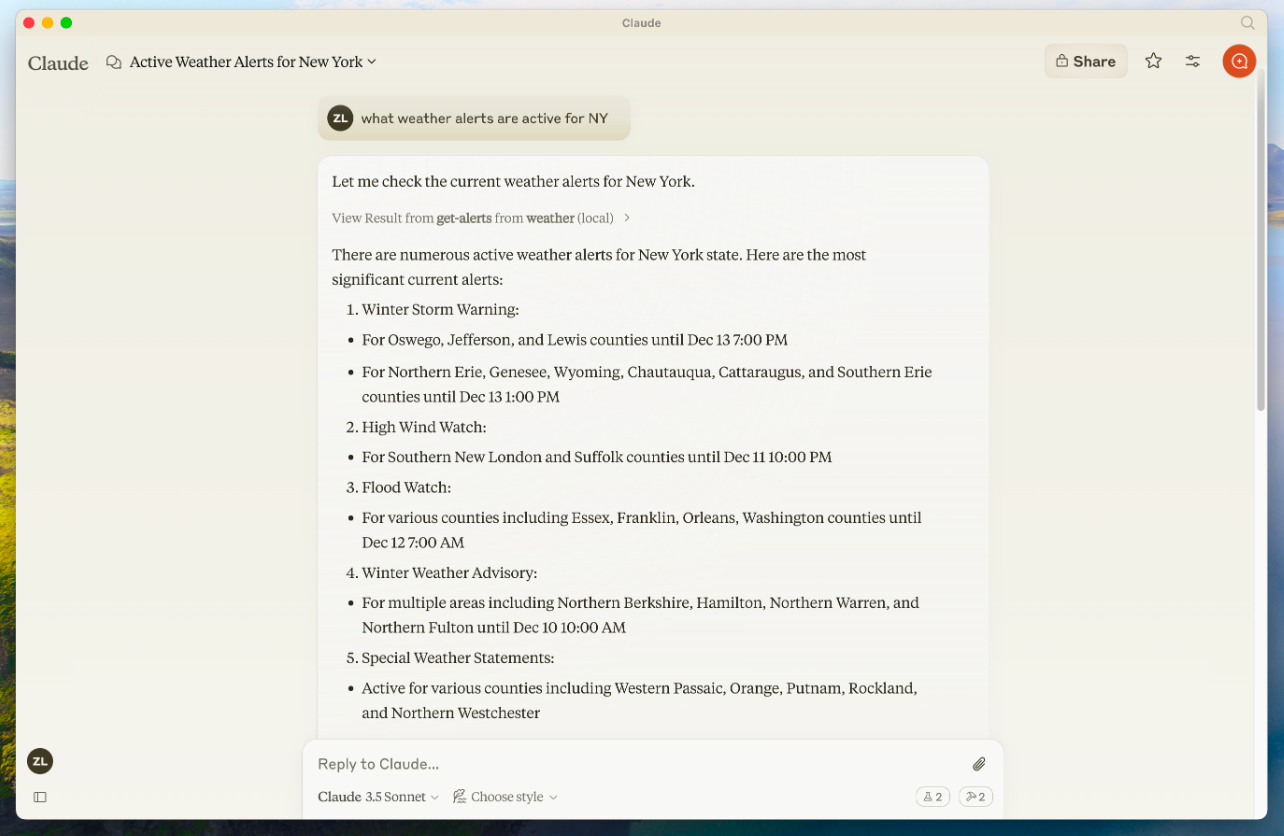 Claude
Claude
Active Weather Alerts for New York
Share
ZL
what weather alerts are active for NY
Let me check the current weather alerts for New York.
View Result from get-alerts from weather (local)
There are numerous active weather alerts for New York state. Here are the most
significant current alerts:
1. Winter Storm Warning:
• For Oswego, Jefferson, and Lewis counties until Dec 13 7:00 PM
• For Northern Erie, Genesee, Wyoming, Chautauqua, Cattaraugus, and Southern Erie
counties until Dec 13 1:00 PM
2. High Wind Watch:
• For Southern New London and Suffolk counties until Dec 11 10:00 PM
3. Flood Watch:
• For various counties including Essex, Franklin, Orleans, Washington counties until
Dec 12 7:00 AM
4. Winter Weather Advisory:
• For multiple areas including Northern Berkshire, Hamilton, Northern Warren, and
Northern Fulton until Dec 10 10:00 AM
5. Special Weather Statements:
• Active for various counties including Western Passaic, Orange, Putnam, Rockland,
and Northern Westchester
ZL
Reply to Claude...
Claude 3.5 Sonnet
Choose style
2
2